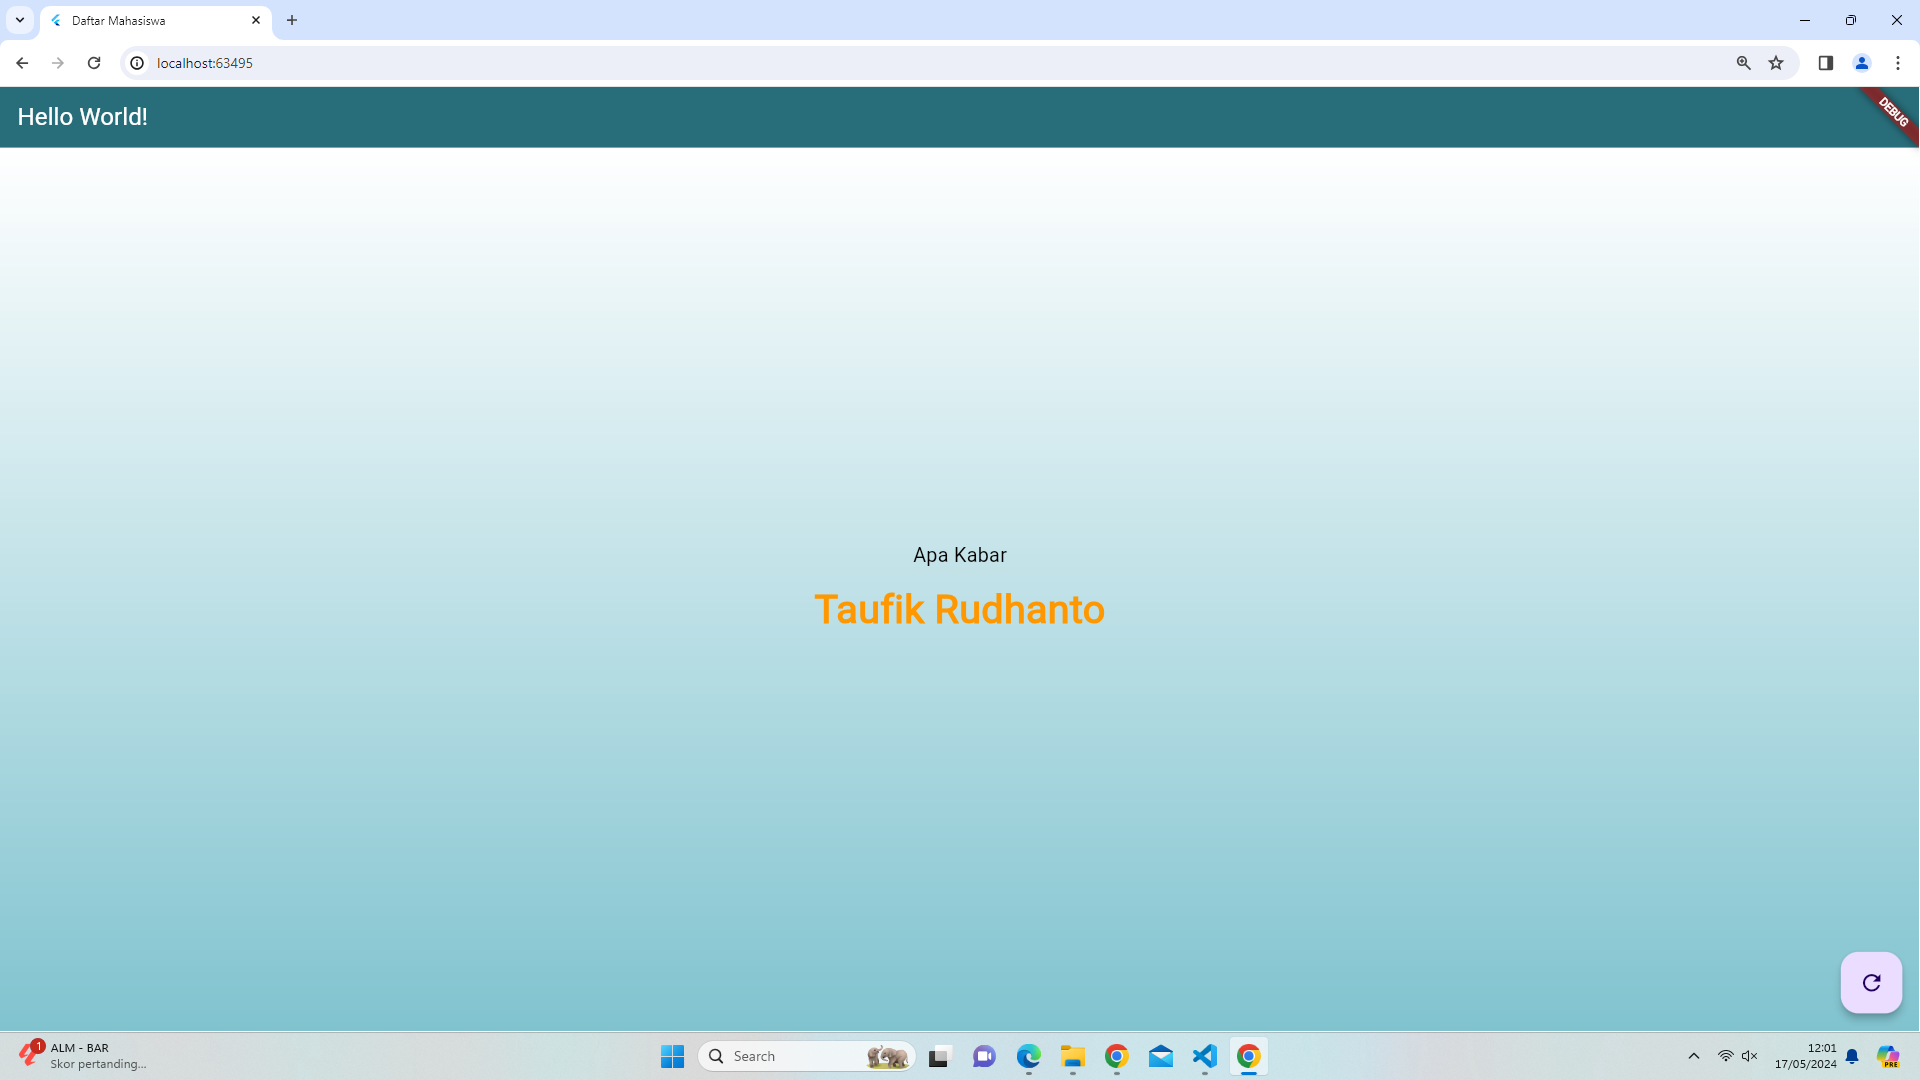 Daftar Mahasiswa
localhost:63495
Hello World!
DEBUG
Apa Kabar
Taufik Rudhanto
1
ALM - BAR
Skor pertanding...
Search
PRE
12:01
17/05/2024